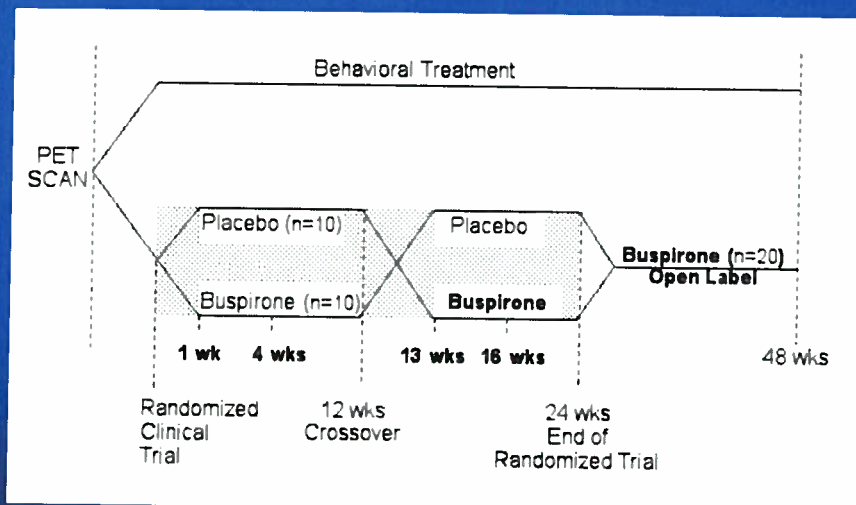 Behavioral Treatment
PET
SCAN
Placebo (n=10)
Placebo
Buspirone (n=20)
Open Label
Buspirone (n=10)
Buspirone
1 wk
4 wks
13 wks
16 wks
48 wks
Randomized
Clinical
Trial
12 wks
Crossover
24 wks
End of
Randomized Trial